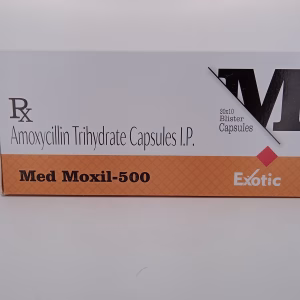 M
20x10
Blister
Capsules
Rx
Amoxycillin Trihydrate Capsules I.P.
Med Moxil-500
Exotic